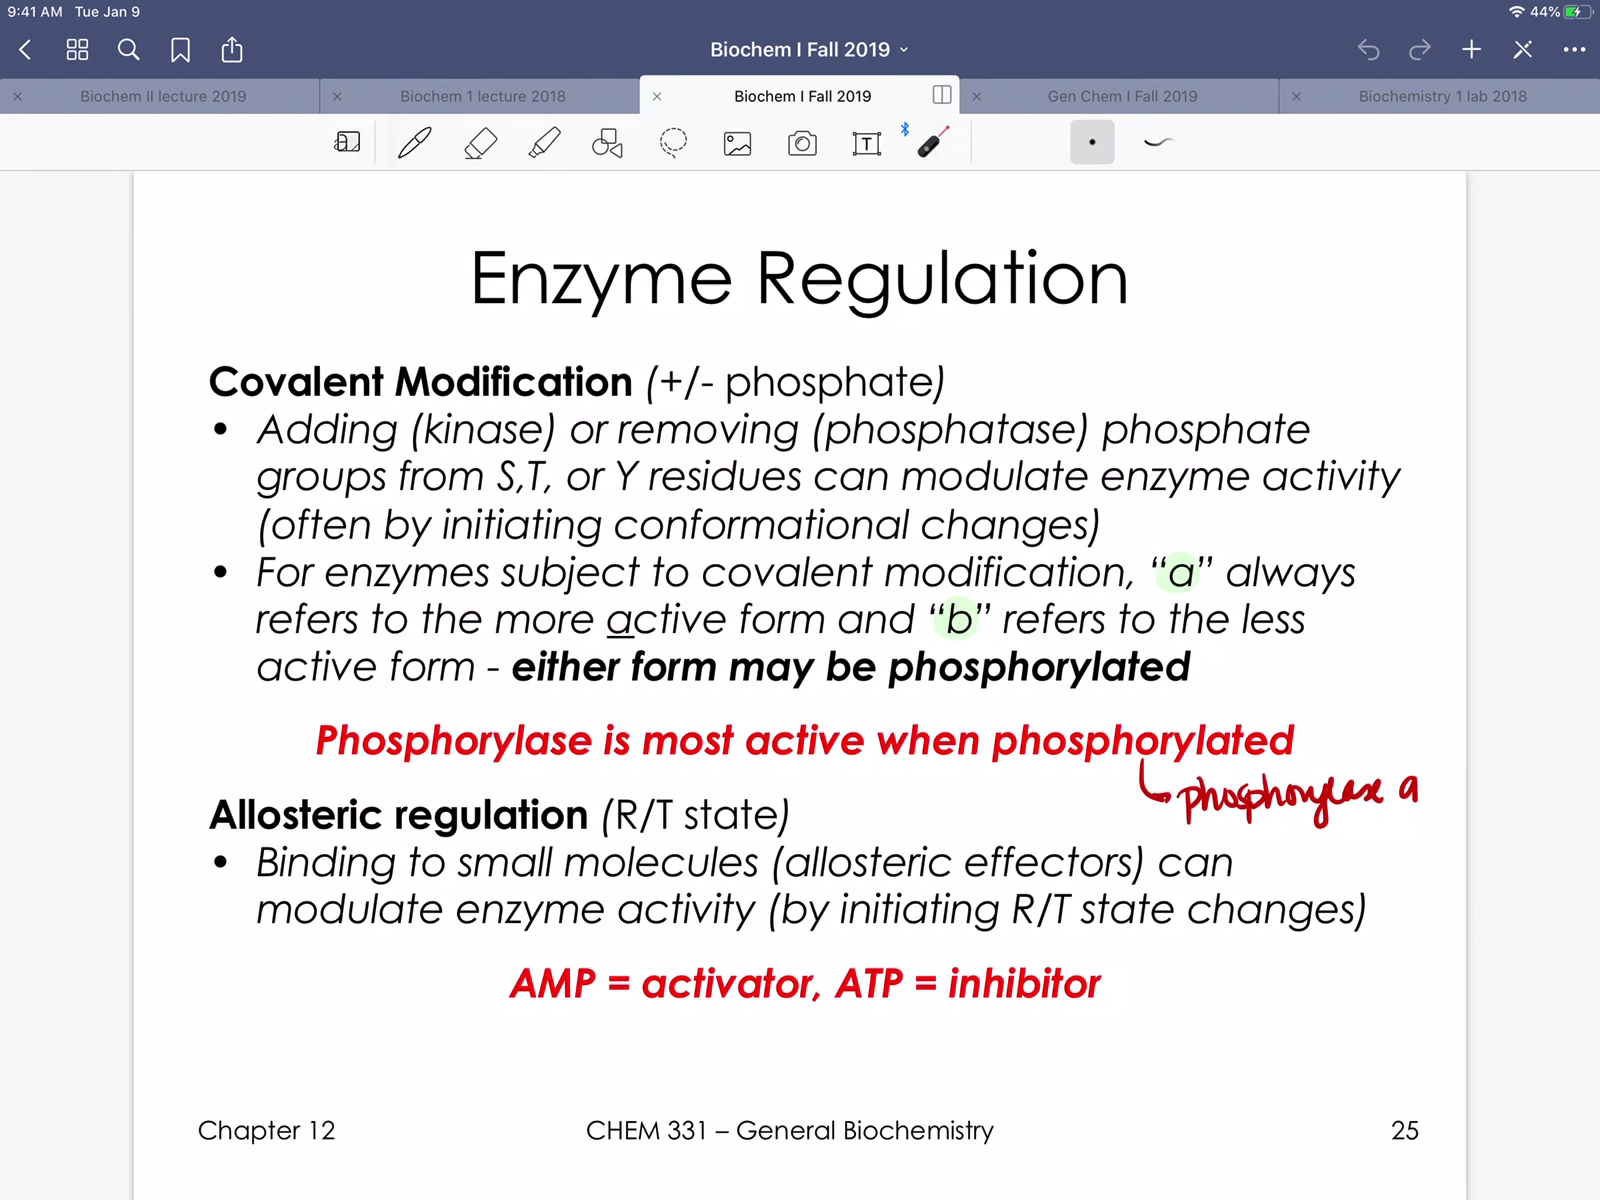 9:41 AM Tue Jan 9
44%
Biochem I Fall 2019
Biochem II lecture 2019
Biochem 1 lecture 2018
Biochem I Fall 2019
Gen Chem I Fall 2019
Biochemistry 1 lab 2018
Enzyme Regulation
Covalent Modification (+/- phosphate)
• Adding (kinase) or removing (phosphatase) phosphate
groups from S,T, or Y residues can modulate enzyme activity
(often by initiating conformational changes)
• For enzymes subject to covalent modification, “a” always
refers to the more active form and “b” refers to the less
active form - either form may be phosphorylated
Phosphorylase is most active when phosphorylated
phosphorylase a
Allosteric regulation (R/T state)
• Binding to small molecules (allosteric effectors) can
modulate enzyme activity (by initiating R/T state changes)
AMP = activator, ATP = inhibitor
Chapter 12
CHEM 331 – General Biochemistry
25